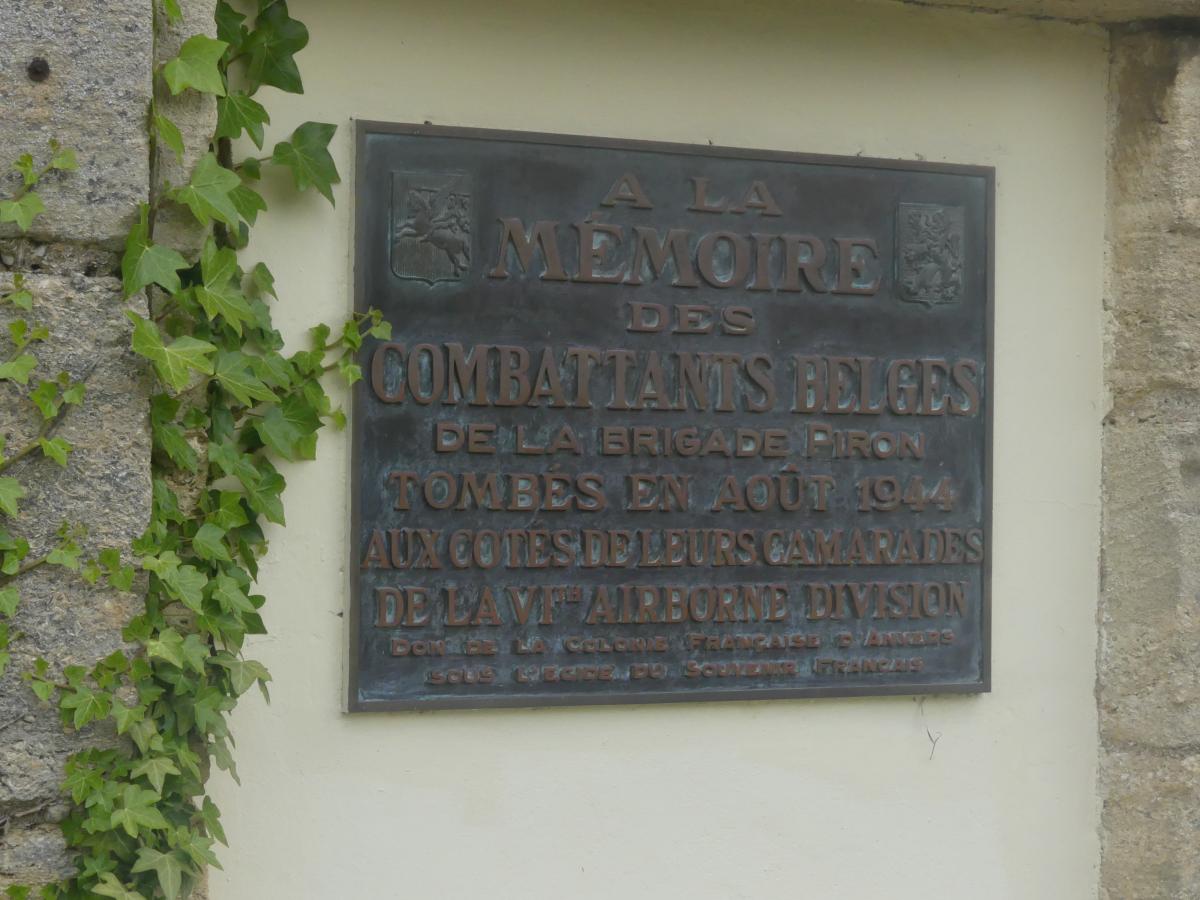 A LA
MÉMOIRE
DES
COMBATTANTS BELGES
DE LA BRIGADE PIRON
TOMBÉS EN AOÛT 1944
AUX COTÉS DE LEURS CAMARADES
DE LA VITH AIRBORNE DIVISION
DON DE LA COLONIE FRANÇAISE D'ANVERS
SOUS L'EGIDE DU SOUVENIR FRANÇAIS